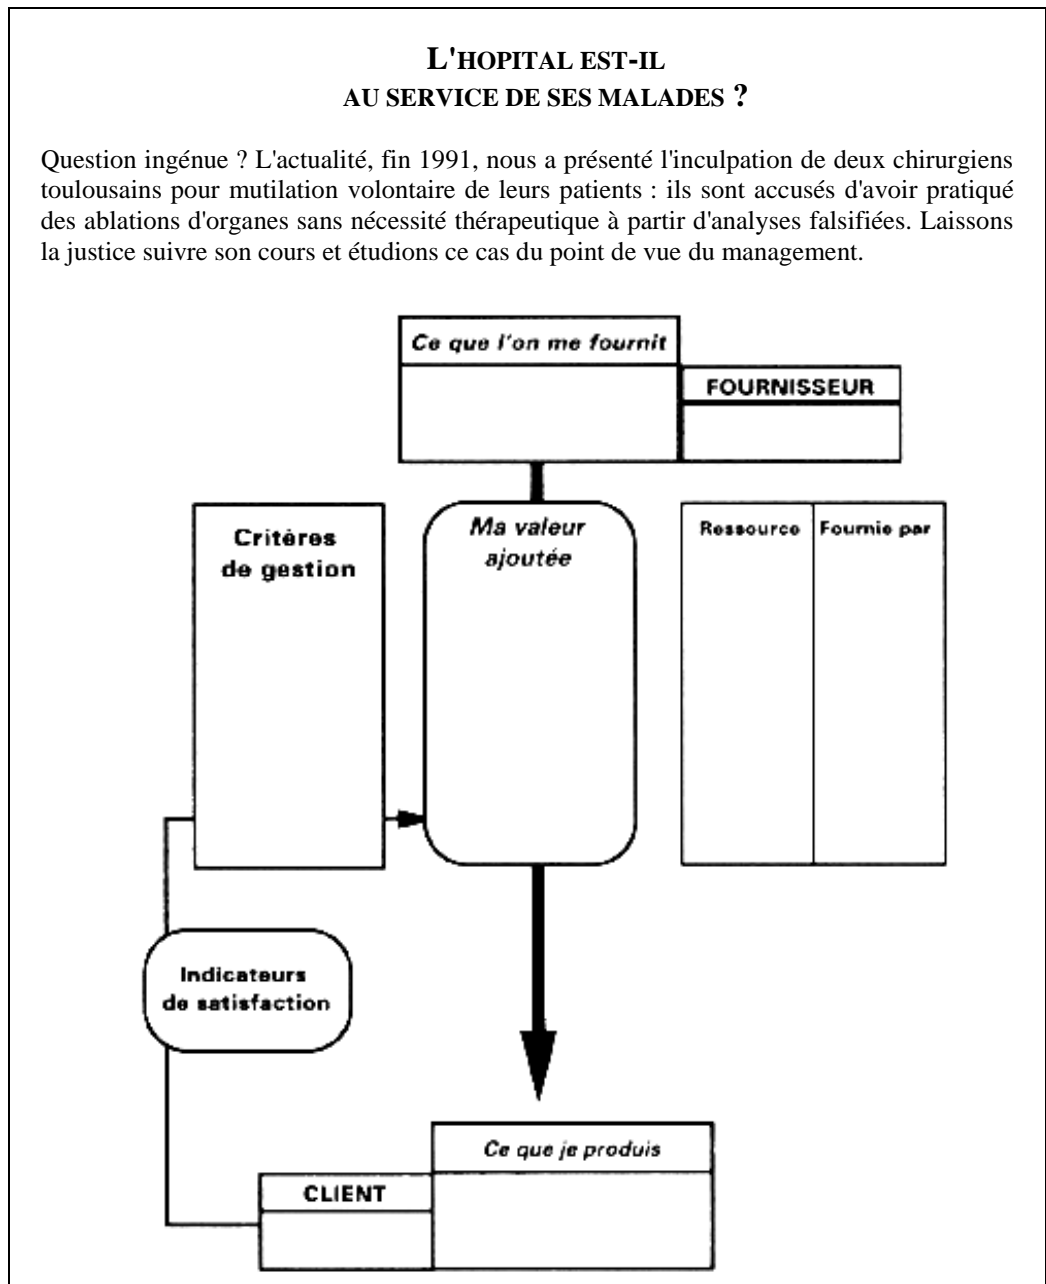 L'HOPITAL EST-IL
AU SERVICE DE SES MALADES ?
Question ingénue ? L'actualité, fin 1991, nous a présenté l'inculpation de deux chirurgiens
toulousains pour mutilation volontaire de leurs patients : ils sont accusés d'avoir pratiqué
des ablations d'organes sans nécessité thérapeutique à partir d'analyses falsifiées. Laissons
la justice suivre son cours et étudions ce cas du point de vue du management.
Ce que l'on me fournit
FOURNISSEUR
Critères
de gestion
Ma valeur
ajoutée
Ressource
Fournie par
Indicateurs
de satisfaction
Ce que je produis
CLIENT